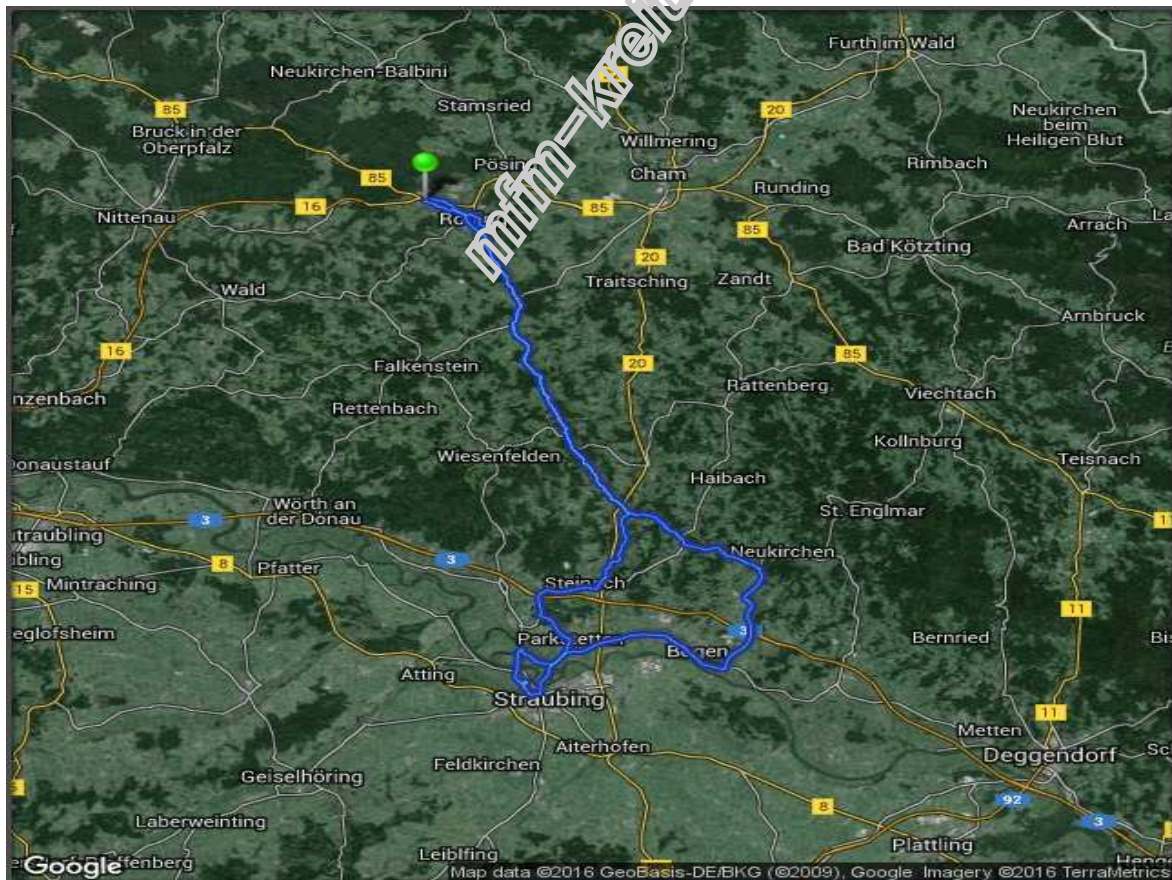 Furth im Wald
Neukirchen-Balbini
Stamsried
85
20
Neukirchen
beim
Heiligen Blut
Bruck in der
Oberpfalz
Willmering
Pösing
Cham
Rimbach
85
Runding
16
85
Nittenau
Arrach
85
Bad Kötzting
20
Traitsching
Zandt
Wald
Arnbruck
16
85
20
Falkenstein
Rattenberg
Viechtach
Rettenbach
Kollnburg
Wiesenfelden
Teisnach
Donaustauf
Haibach
Wörth an
der Donau
St. Englmar
3
Neukirchen
3
8
Pfatter
Mintraching
15
Steinach
11
3
Bernried
Parkstetten
Bogen
Atting
Straubing
11
Metten
Aiterhofen
Deggendorf
Feldkirchen
Geiselhöring
92
8
3
Laberweinting
Plattling
Leiblfing
Google
Map data ©2016 GeoBasis-DE/BKG (©2009), Google Imagery ©2016 TerraMetrics